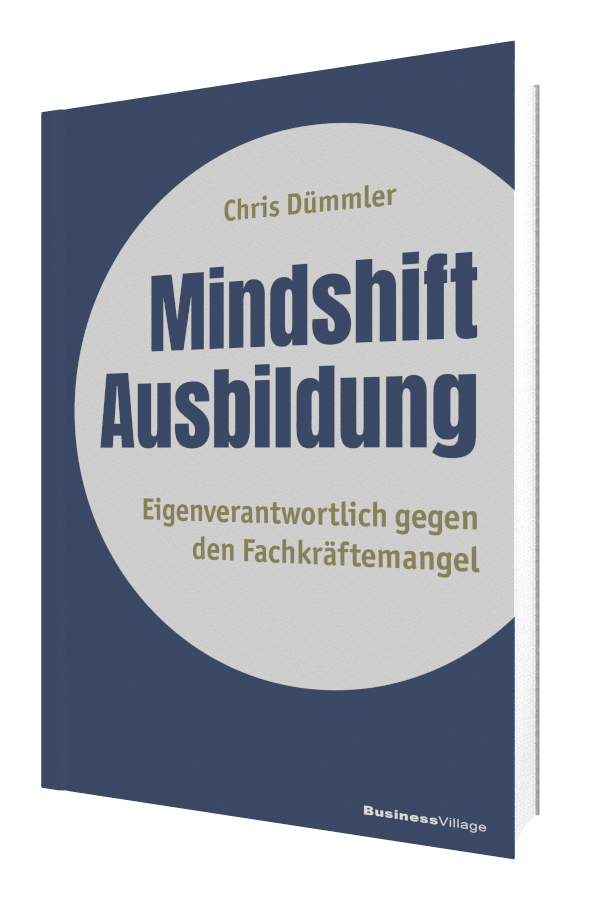 Chris Dümmler
Mindshift
Ausbildung
Eigenverantwortlich gegen
den Fachkräftemangel
BusinessVillage